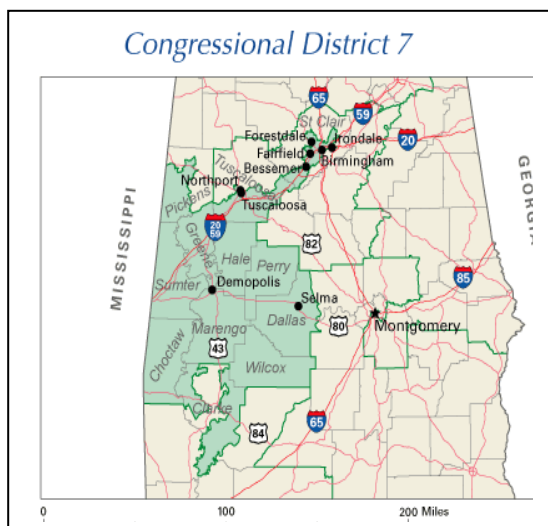 Congressional District 7
65
59
St Clair
20
Forestdale
Irondale
Fairfield
Birmingham
Bessemer
Tuscaloosa
Northport
Pickens
Tuscaloosa
GEORGIA
MISSISSIPPI
20
59
Greene
82
Hale
Perry
85
Sumter
Demopolis
Selma
Dallas
80
Montgomery
Marengo
43
Choctaw
Wilcox
Clarke
84
65
0 100 200 Miles